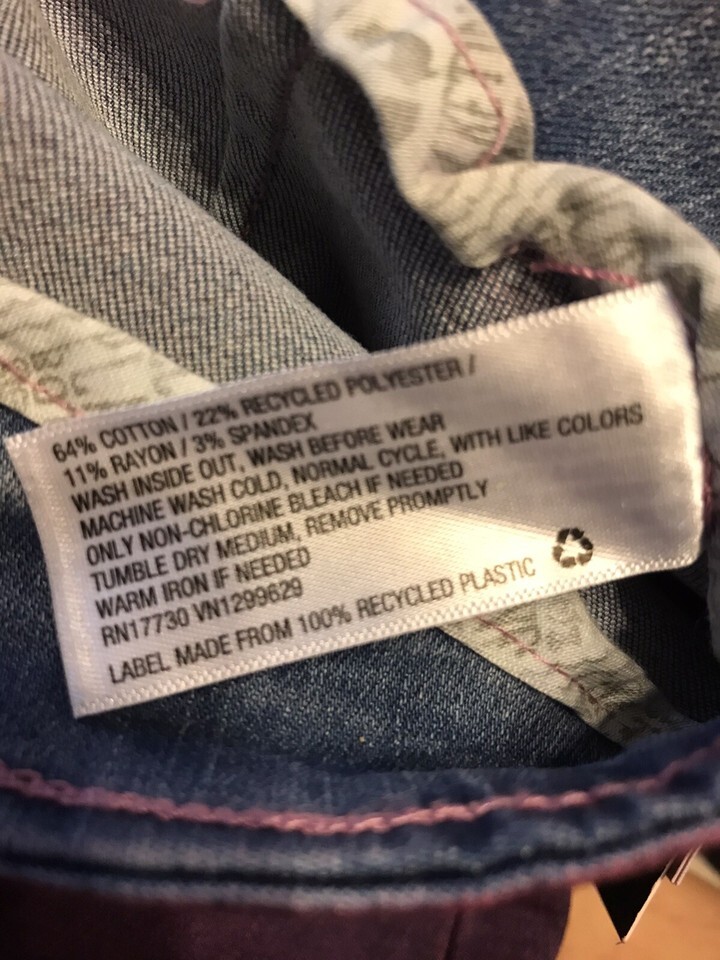 64% COTTON / 22% RECYCLED POLYESTER /
11% RAYON / 3% SPANDEX
WASH INSIDE OUT, WASH BEFORE WEAR
MACHINE WASH COLD, NORMAL CYCLE, WITH LIKE COLORS
ONLY NON-CHLORINE BLEACH IF NEEDED
TUMBLE DRY MEDIUM, REMOVE PROMPTLY
WARM IRON IF NEEDED
RN17730 VN1299629
LABEL MADE FROM 100% RECYCLED PLASTIC